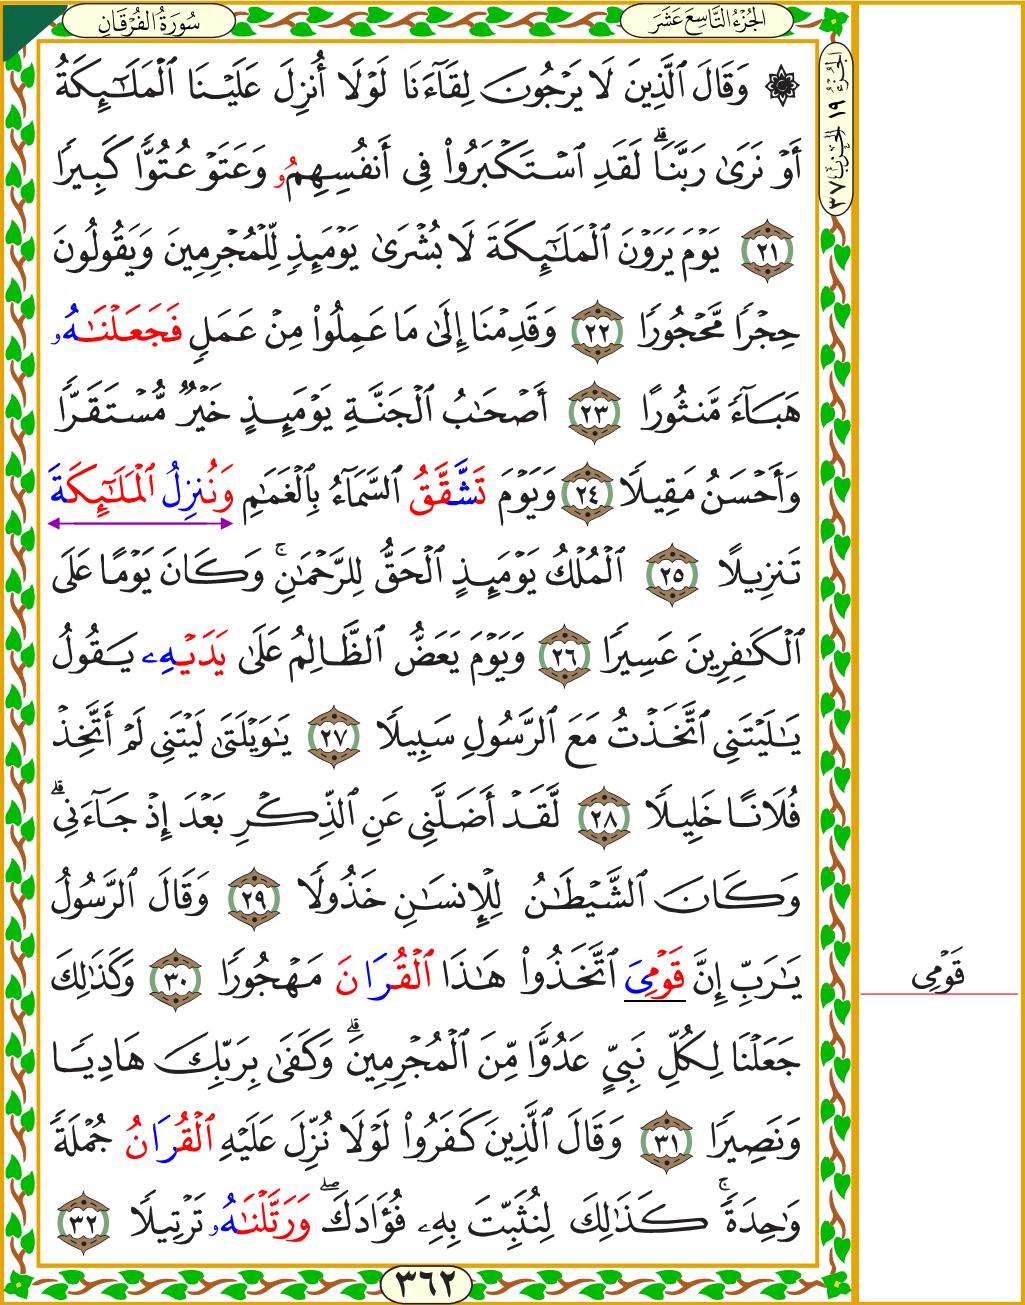 سُورَةُ الفُرْقَانِ
الجُزْءُ التَّاسِعَ عَشَرَ
۞ وَقَالَ ٱلَّذِينَ لَا يَرْجُونَ لِقَآءَنَا لَوْلَآ أُنزِلَ عَلَيْنَا ٱلْمَلَـٰٓئِكَةُ
أَوْ نَرَىٰ رَبَّنَا ۗ لَقَدِ ٱسْتَكْبَرُوا۟ فِىٓ أَنفُسِهِمُۥ وَعَتَوْ عُتُوًّا كَبِيرًا
٢١ يَوْمَ يَرَوْنَ ٱلْمَلَـٰٓئِكَةَ لَا بُشْرَىٰ يَوْمَئِذٍ لِّلْمُجْرِمِينَ وَيَقُولُونَ
حِجْرًا مَّحْجُورًا ٢٢ وَقَدِمْنَآ إِلَىٰ مَا عَمِلُوا۟ مِنْ عَمَلٍ فَجَعَلْنَـٰهُۥ
هَبَآءً مَّنثُورًا ٢٣ أَصْحَـٰبُ ٱلْجَنَّةِ يَوْمَئِذٍ خَيْرٌ مُّسْتَقَرًّا
وَأَحْسَنُ مَقِيلًا ٢٤ وَيَوْمَ تَشَّقَّقُ ٱلسَّمَآءُ بِٱلْغَمَـٰمِ وَنُنزِلُ ٱلْمَلَـٰٓئِكَةَ
تَنزِيلًا ٢٥ ٱلْمُلْكُ يَوْمَئِذٍ ٱلْحَقُّ لِلرَّحْمَـٰنِ ۚ وَكَانَ يَوْمًا عَلَى
ٱلْكَـٰفِرِينَ عَسِيرًا ٢٦ وَيَوْمَ يَعَضُّ ٱلظَّالِمُ عَلَىٰ يَدَيْهِۦ يَقُولُ
يَـٰلَيْتَنِى ٱتَّخَذْتُ مَعَ ٱلرَّسُولِ سَبِيلًا ٢٧ يَـٰوَيْلَتَىٰ لَيْتَنِى لَمْ أَتَّخِذْ
فُلَانًا خَلِيلًا ٢٨ لَّقَدْ أَضَلَّنِى عَنِ ٱلذِّكْرِ بَعْدَ إِذْ جَآءَنِى ۗ
وَكَانَ ٱلشَّيْطَـٰنُ لِلْإِنسَـٰنِ خَذُولًا ٢٩ وَقَالَ ٱلرَّسُولُ
يَـٰرَبِّ إِنَّ قَوْمِىَ ٱتَّخَذُوا۟ هَـٰذَا ٱلْقُرَانَ مَهْجُورًا ٣٠ وَكَذَٰلِكَ
قَوْمِى
جَعَلْنَا لِكُلِّ نَبِىٍّ عَدُوًّا مِّنَ ٱلْمُجْرِمِينَ ۗ وَكَفَىٰ بِرَبِّكَ هَادِيًا
وَنَصِيرًا ٣١ وَقَالَ ٱلَّذِينَ كَفَرُوا۟ لَوْلَا نُزِّلَ عَلَيْهِ ٱلْقُرَانُ جُمْلَةً
وَٰحِدَةً ۚ كَذَٰلِكَ لِنُثَبِّتَ بِهِۦ فُؤَادَكَ ۖ وَرَتَّلْنَـٰهُۥ تَرْتِيلًا ٣٢
٣٦٢